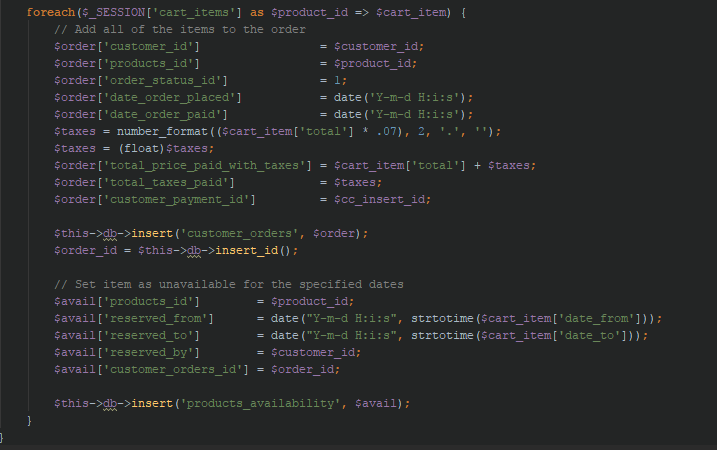 foreach($_SESSION['cart_items'] as $product_id => $cart_item) {
// Add all of the items to the order
$order['customer_id'] = $customer_id;
$order['products_id'] = $product_id;
$order['order_status_id'] = 1;
$order['date_order_placed'] = date('Y-m-d H:i:s');
$order['date_order_paid'] = date('Y-m-d H:i:s');
$taxes = number_format(($cart_item['total'] * .07), 2, '.', '');
$taxes = (float)$taxes;
$order['total_price_paid_with_taxes'] = $cart_item['total'] + $taxes;
$order['total_taxes_paid'] = $taxes;
$order['customer_payment_id'] = $cc_insert_id;
$this->db->insert('customer_orders', $order);
$order_id = $this->db->insert_id();
// Set item as unavailable for the specified dates
$avail['products_id'] = $product_id;
$avail['reserved_from'] = date("Y-m-d H:i:s", strtotime($cart_item['date_from']));
$avail['reserved_to'] = date("Y-m-d H:i:s", strtotime($cart_item['date_to']));
$avail['reserved_by'] = $customer_id;
$avail['customer_orders_id'] = $order_id;
$this->db->insert('products_availability', $avail);
}
}